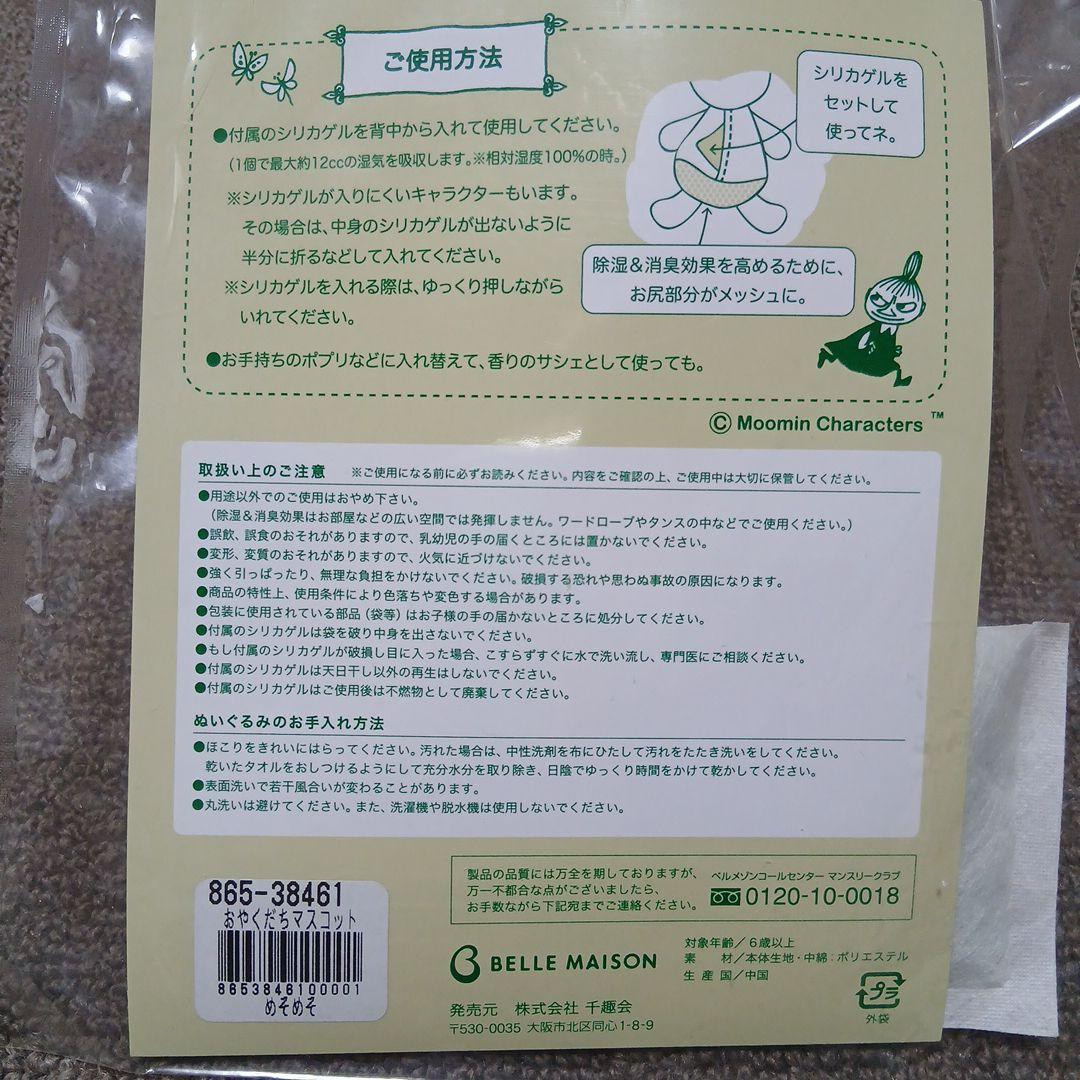 ご使用方法
●付属のシリカゲルを背中から入れて使用してください。
(1個で最大約12ccの湿気を吸収します。※相対湿度100%の時。)
※シリカゲルが入りにくいキャラクターもいます。
その場合は、中身のシリカゲルが出ないように
半分に折るなどして入れてください。
※シリカゲルを入れる際は、ゆっくり押しながら
いれてください。
●お手持ちのポプリなどに入れ替えて、香りのサシェとして使っても。
シリカゲルを
セットして
使ってネ。
除湿&消臭効果を高めるために、
お尻部分がメッシュに。
© Moomin Characters ™
取扱い上のご注意 ※ご使用になる前に必ずお読みください。内容をご確認の上、ご使用中は大切に保管してください。
●用途以外でのご使用はおやめ下さい。
(除湿&消臭効果はお部屋などの広い空間では発揮しません。ワードローブやタンスの中などでご使用ください。)
●誤飲、誤食のおそれがありますので、乳幼児の手の届くところには置かないでください。
●変形、変質のおそれがありますので、火気に近づけないでください。
●強く引っぱったり、無理な負担をかけないでください。破損する恐れや思わぬ事故の原因になります。
●商品の特性上、使用条件により色落ちや変色する場合があります。
●包装に使用されている部品(袋等)はお子様の手の届かないところに処分してください。
●付属のシリカゲルは袋を破り中身を出さないでください。
●もし付属のシリカゲルが破損し目に入った場合、こすらずすぐに水で洗い流し、専門医にご相談ください。
●付属のシリカゲルは天日干し以外の再生はしないでください。
●付属のシリカゲルはご使用後は不燃物として廃棄してください。
ぬいぐるみのお手入れ方法
●ほこりをきれいにはらってください。汚れた場合は、中性洗剤を布にひたして汚れをたたき洗いをしてください。
乾いたタオルをおしつけるようにして充分水分を取り除き、日陰でゆっくり時間をかけて乾かしてください。
●表面洗いで若干風合いが変わることがあります。
●丸洗いは避けてください。また、洗濯機や脱水機は使用しないでください。
865-38461
おやくだちマスコット
8653846100001
めそめそ
製品の品質には万全を期しておりますが、
万一不都合な点がございましたら、
お手数ながら下記宛までご連絡ください。
ベルメゾンコールセンター マンスリークラブ
0120-10-0018
BELLE MAISON
発売元 株式会社 千趣会
〒530-0035 大阪市北区同心1-8-9
対象年齢/6歳以上
素 材/本体生地・中綿:ポリエステル
生産国/中国
プラ
外袋